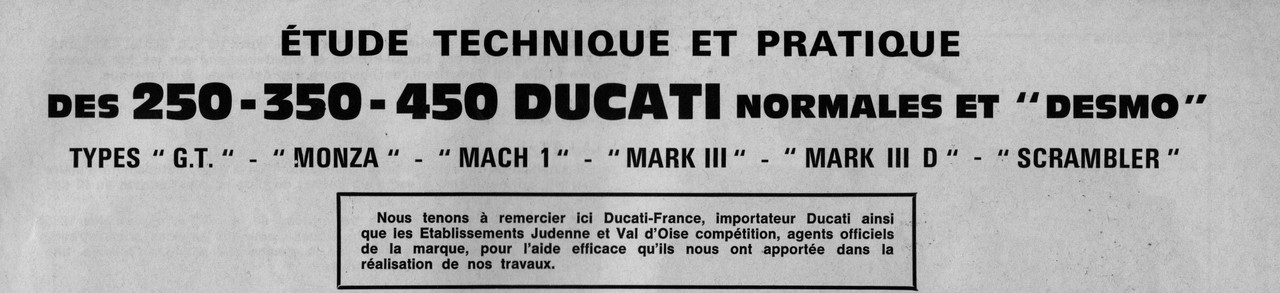 ÉTUDE TECHNIQUE ET PRATIQUE
DES 250-350-450 DUCATI NORMALES ET "DESMO"
TYPES "G.T." - "MONZA" - "MACH 1" - "MARK III" - "MARK III D" - "SCRAMBLER"
Nous tenons à remercier ici Ducati-France, importateur Ducati ainsi
que les Etablissements Judenne et Val d'Oise compétition, agents officiels
de la marque, pour l'aide efficace qu'ils nous ont apportée dans la
réalisation de nos travaux.